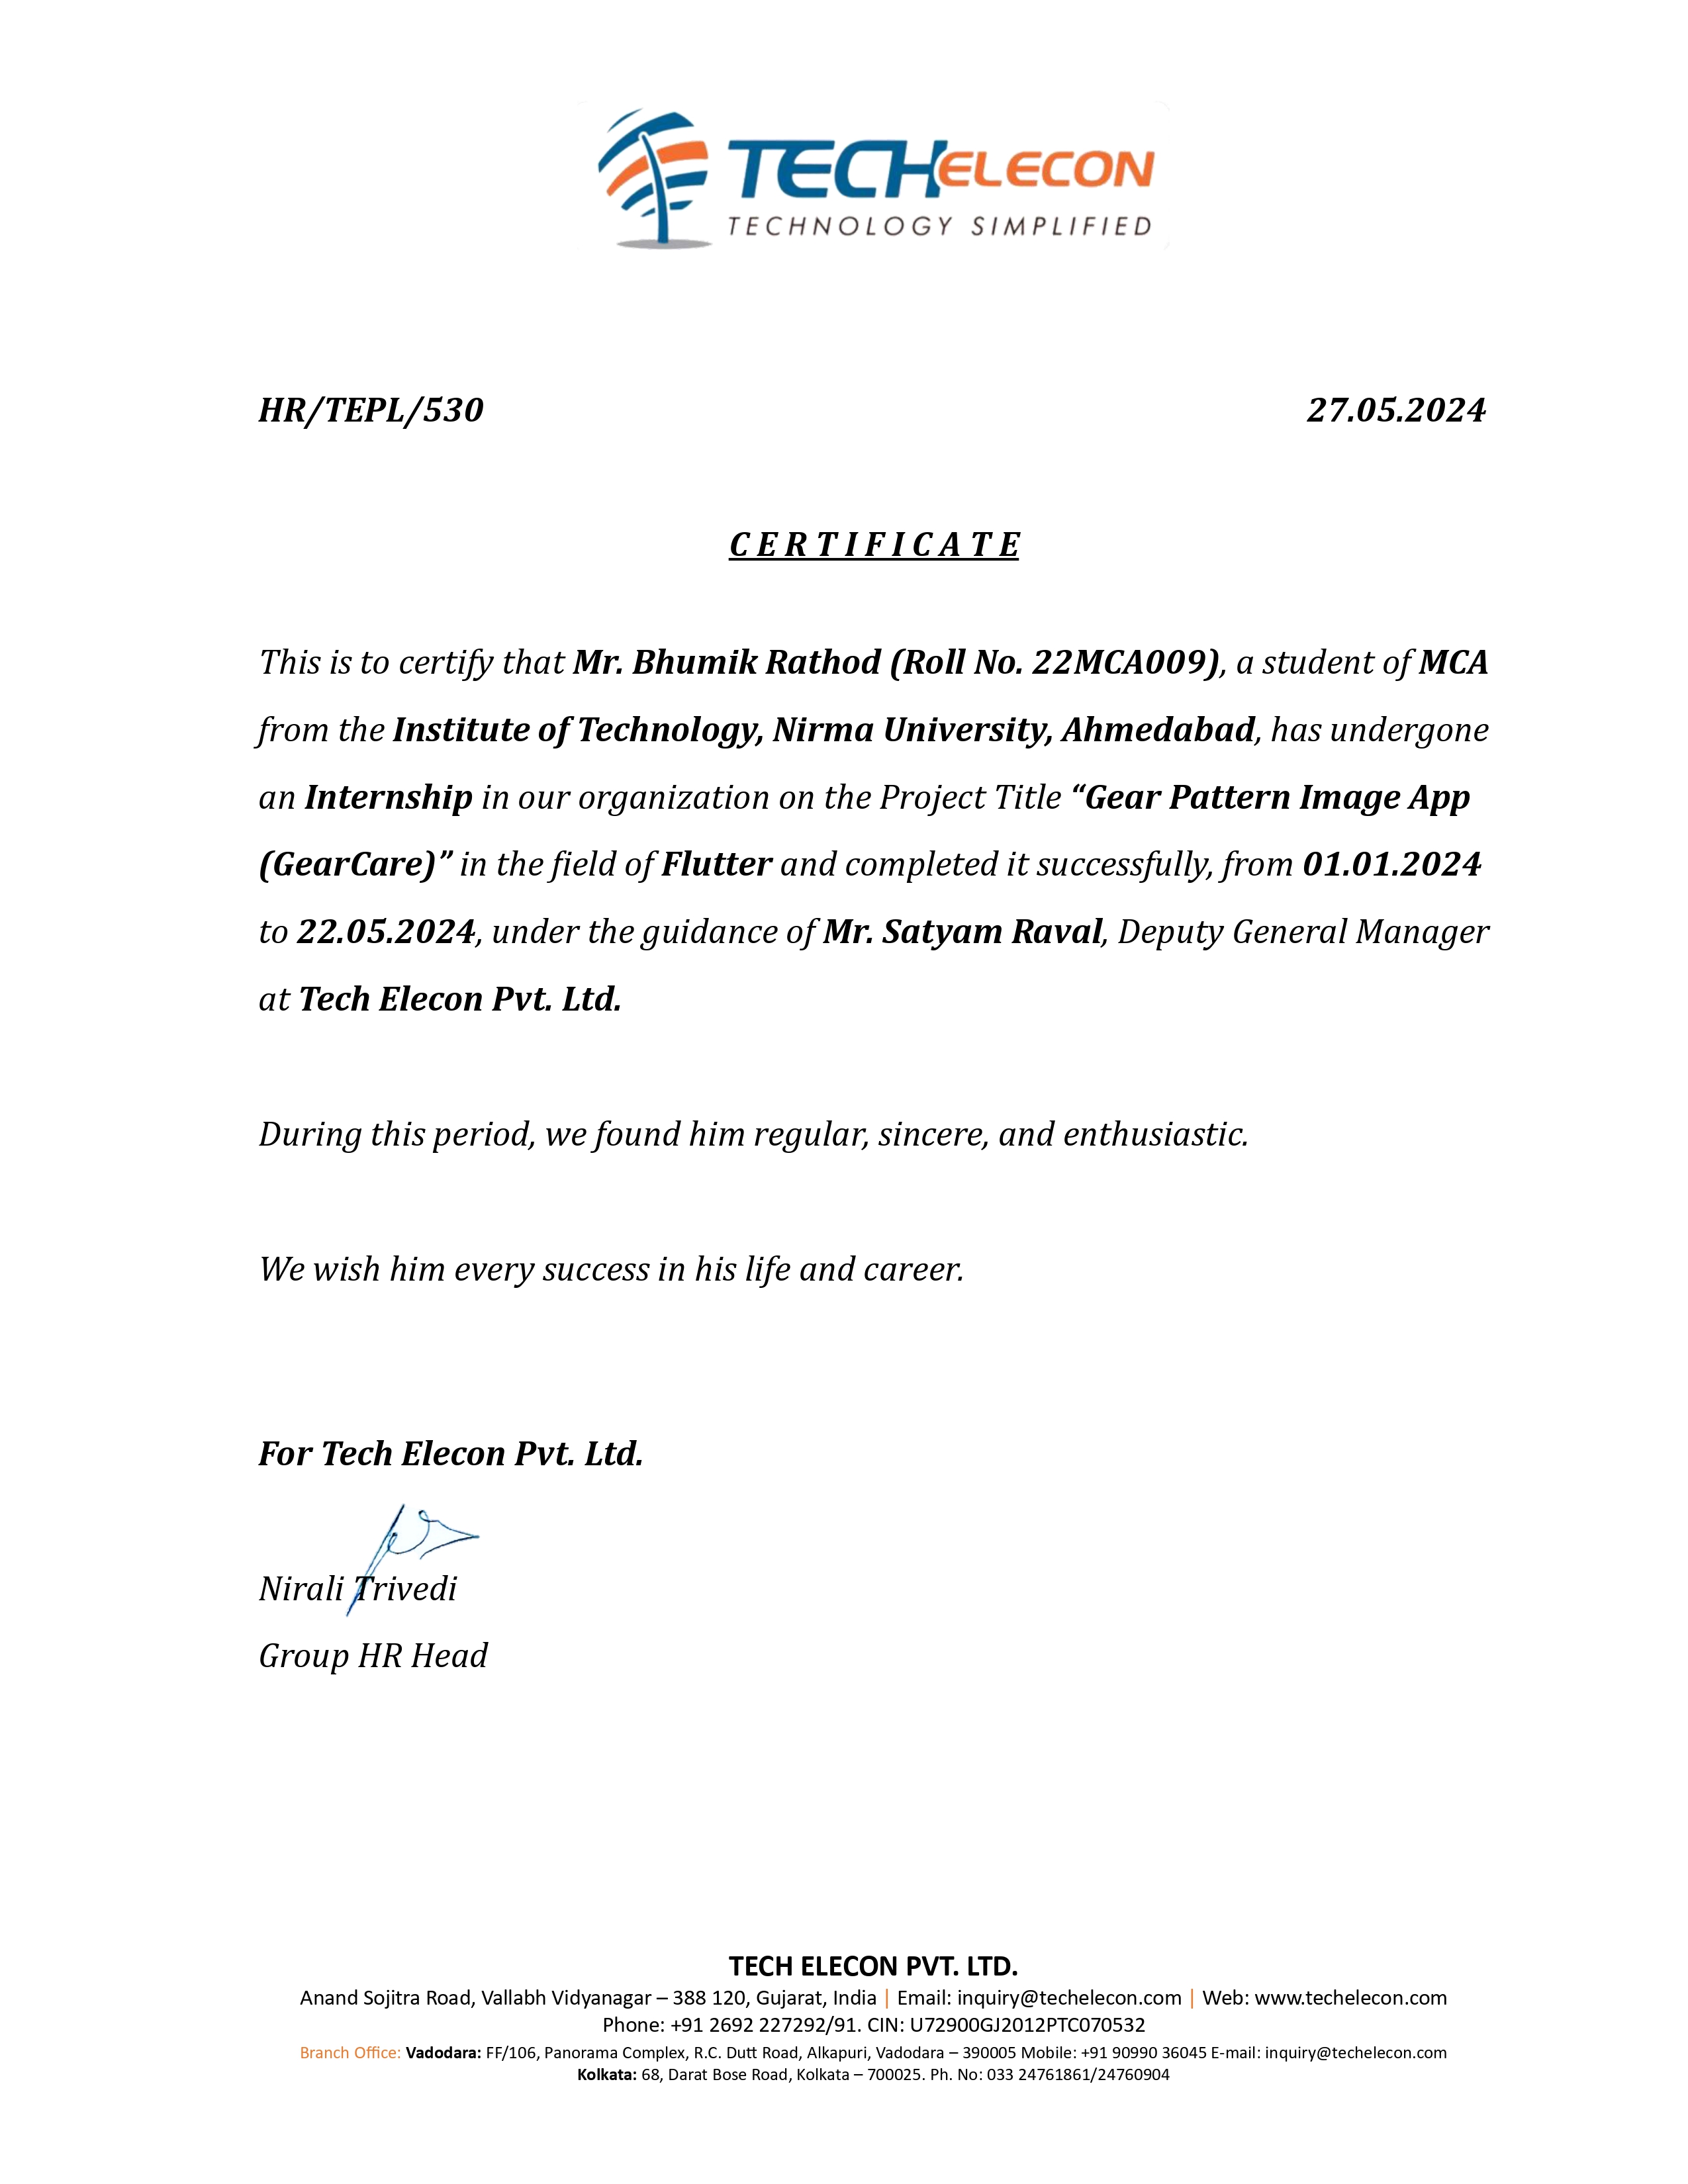 TECHELECON
TECHNOLOGY SIMPLIFIED
HR/TEPL/530 27.05.2024
CERTIFICATE
This is to certify that Mr. Bhumik Rathod (Roll No. 22MCA009), a student of MCA
from the Institute of Technology, Nirma University, Ahmedabad, has undergone
an Internship in our organization on the Project Title “Gear Pattern Image App
(GearCare)” in the field of Flutter and completed it successfully, from 01.01.2024
to 22.05.2024, under the guidance of Mr. Satyam Raval, Deputy General Manager
at Tech Elecon Pvt. Ltd.
During this period, we found him regular, sincere, and enthusiastic.
We wish him every success in his life and career.
For Tech Elecon Pvt. Ltd.
Nirali Trivedi
Group HR Head
TECH ELECON PVT. LTD.
Anand Sojitra Road, Vallabh Vidyanagar – 388 120, Gujarat, India | Email: inquiry@techelecon.com | Web: www.techelecon.com
Phone: +91 2692 227292/91. CIN: U72900GJ2012PTC070532
Branch Office: Vadodara: FF/106, Panorama Complex, R.C. Dutt Road, Alkapuri, Vadodara – 390005 Mobile: +91 90990 36045 E-mail: inquiry@techelecon.com
Kolkata: 68, Darat Bose Road, Kolkata – 700025. Ph. No: 033 24761861/24760904